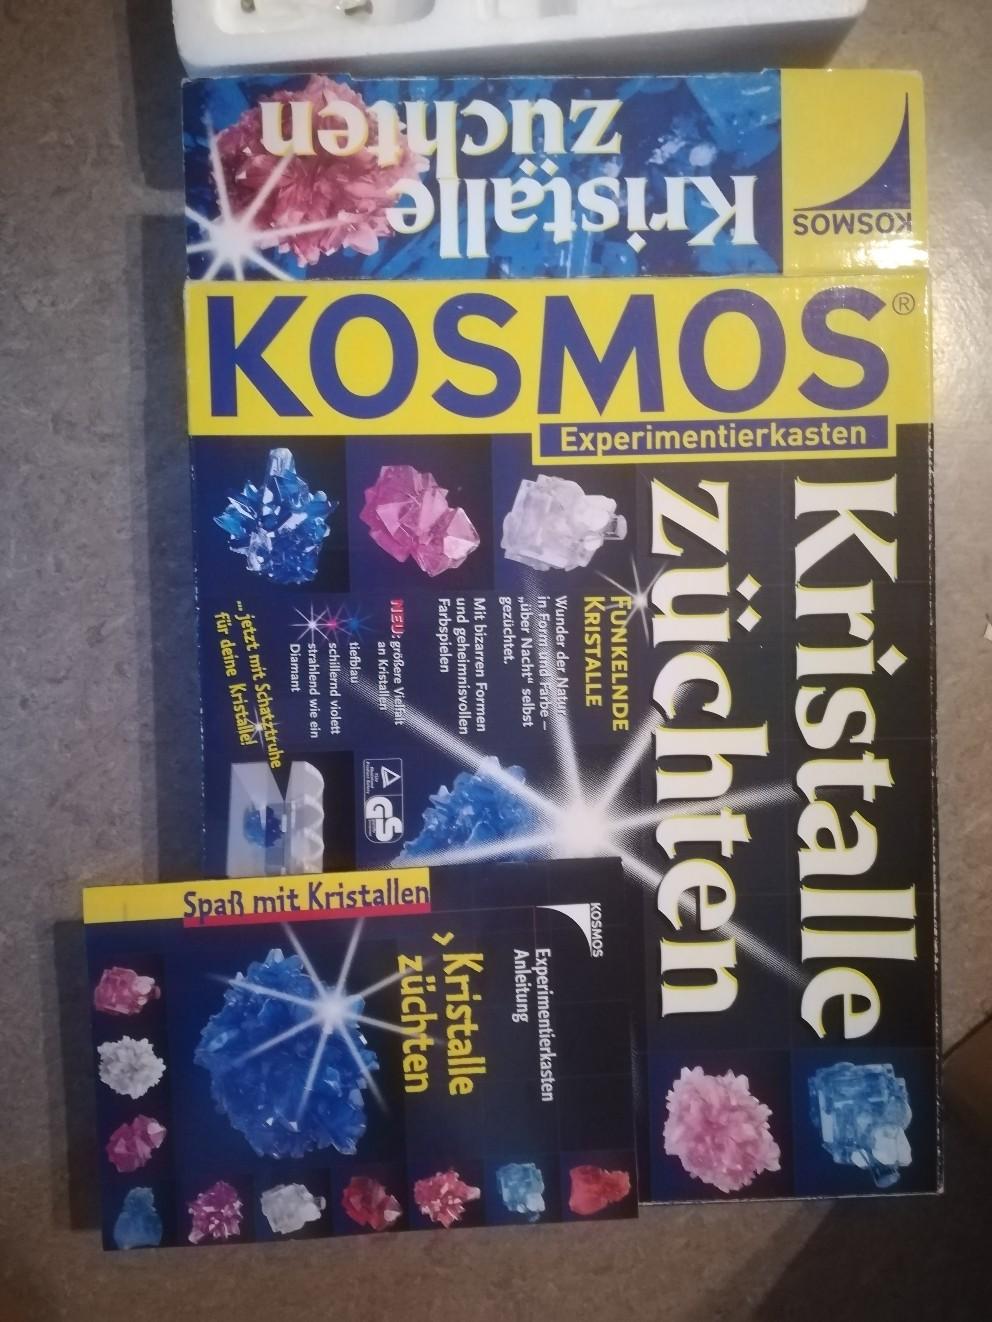 Kristalle
züchten
KOSMOS
KOSMOS®
Experimentierkasten
Kristalle
züchten
FUNKELNDE
KRISTALLE
Wunder der Natur
in Form und Farbe –
„über Nacht“ selbst
gezüchtet.
Mit bizarren Formen
und geheimnisvollen
Farbspielen
NEU: größere Vielfalt
an Kristallen
tiefblau
schillernd violett
strahlend wie ein
Diamant
... jetzt mit Schatztruhe
für deine Kristalle!
GS
KOSMOS
Experimentierkasten
Anleitung
> Kristalle
züchten
Spaß mit Kristallen